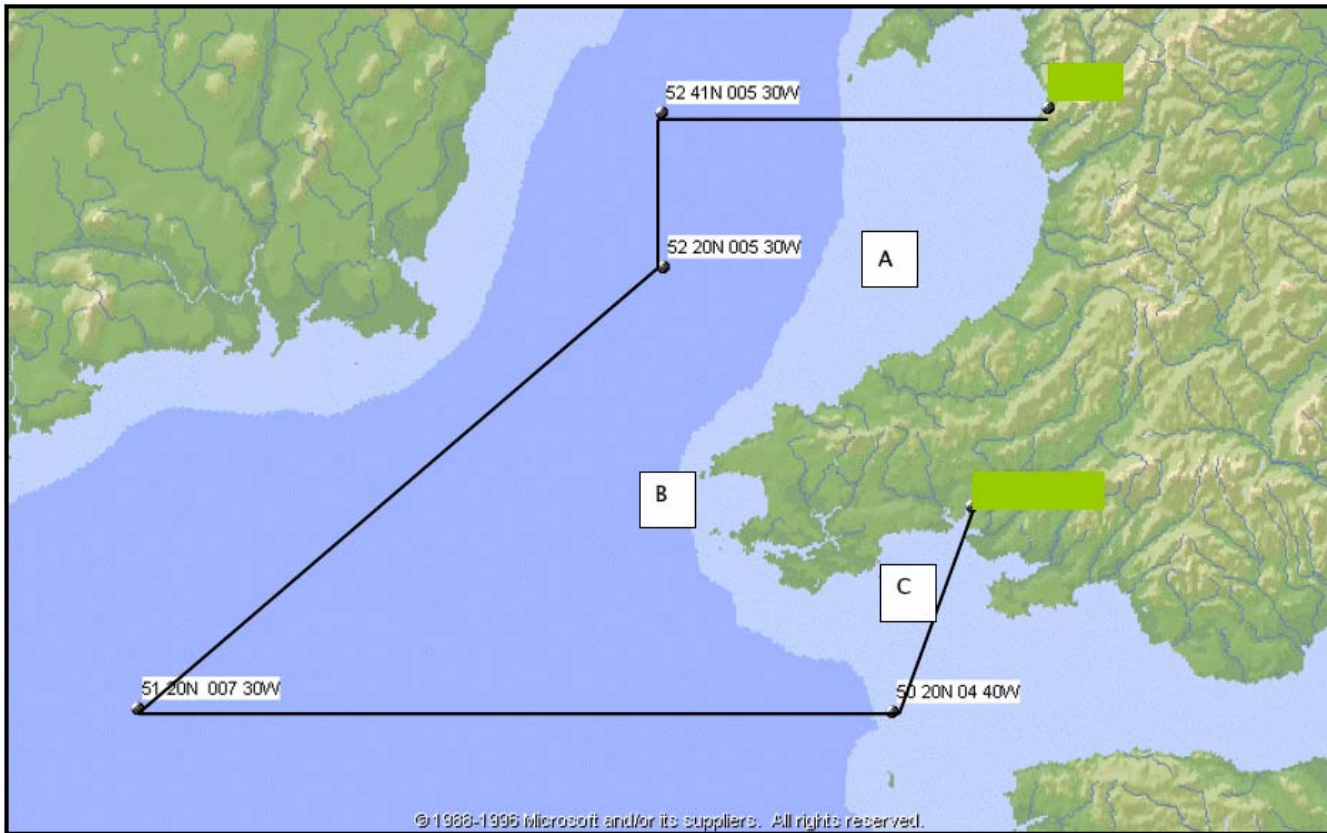 52 41N 005 30W
52 20N 005 30W
A
B
C
51 20N 007 30W
50 20N 04 40W
© 1988-1996 Microsoft and/or its suppliers. All rights reserved.